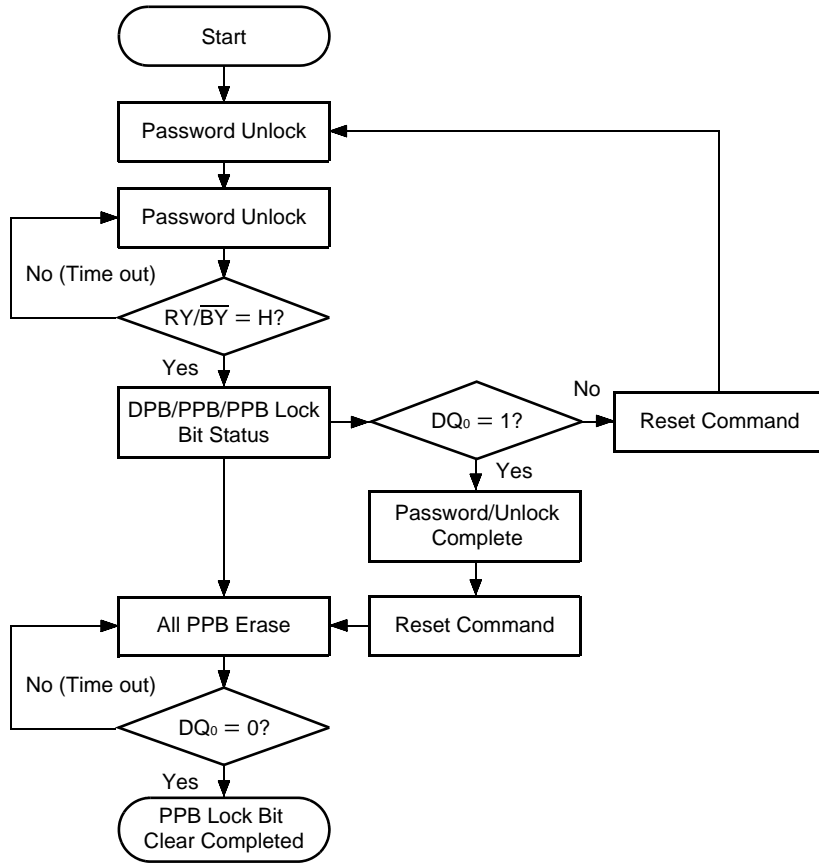 Start
Password Unlock
Password Unlock
No (Time out)
RY/B̅Y̅ = H?
Yes
DPB/PPB/PPB Lock
Bit Status
DQ₀ = 1?
No
Reset Command
Yes
Password/Unlock
Complete
All PPB Erase
Reset Command
No (Time out)
DQ₀ = 0?
Yes
PPB Lock Bit
Clear Completed